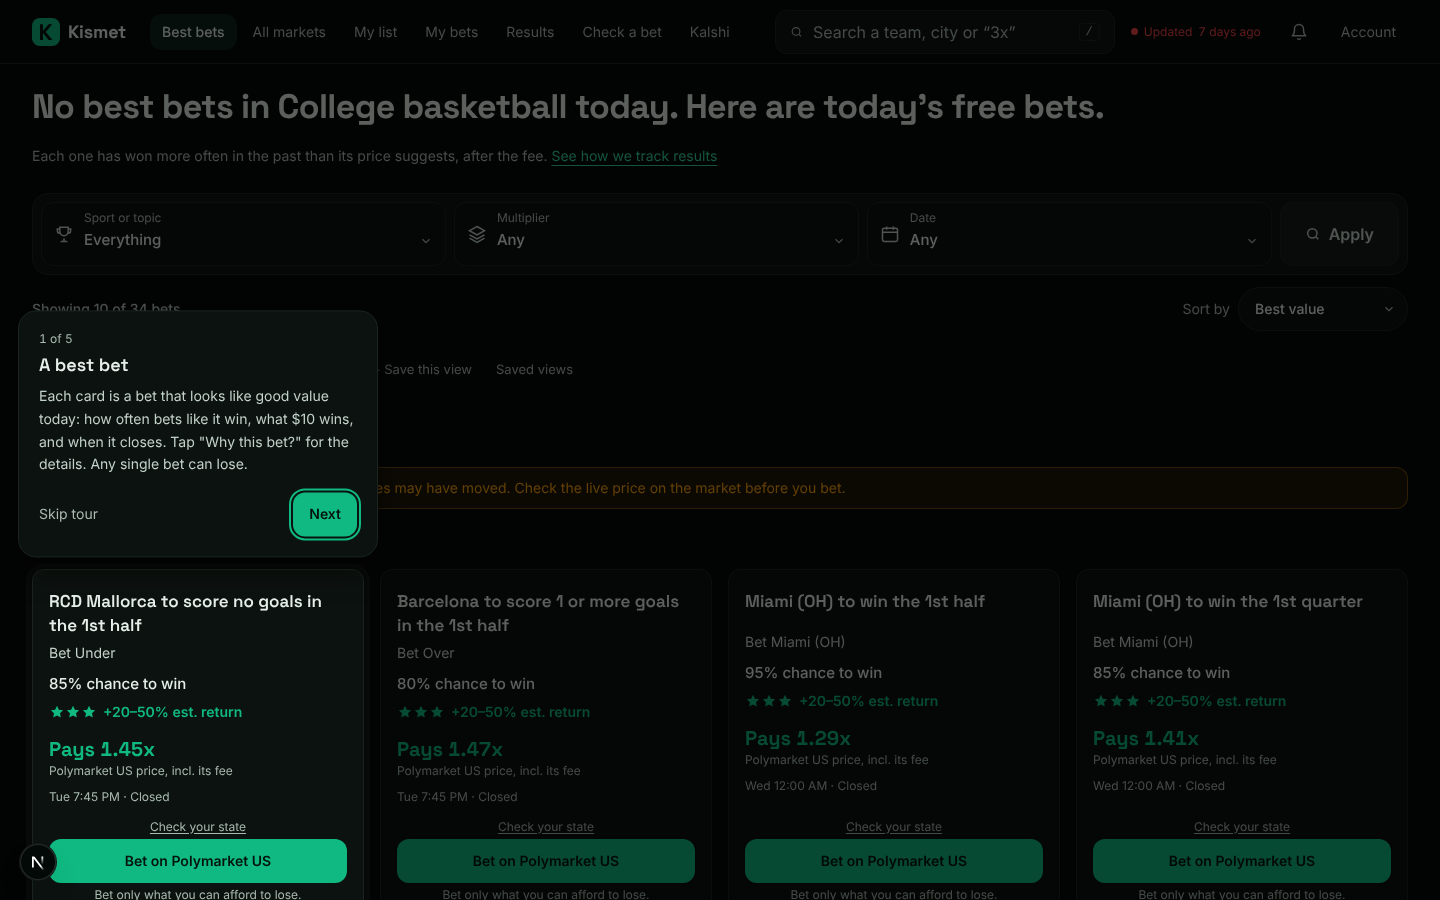 K Kismet
Best bets
All markets
My list
My bets
Results
Check a bet
Kalshi
Search a team, city or “3x”
/
Updated 7 days ago
Account
No best bets in College basketball today. Here are today’s free bets.
Each one has won more often in the past than its price suggests, after the fee. See how we track results
Sport or topic
Everything
Multiplier
Any
Date
Any
Apply
Showing 10 of 34 bets
Sort by
Best value
Save this view
Saved views
1 of 5
A best bet
Each card is a bet that looks like good value
today: how often bets like it win, what $10 wins,
and when it closes. Tap "Why this bet?" for the
details. Any single bet can lose.
Skip tour
Next
may have moved. Check the live price on the market before you bet.
RCD Mallorca to score no goals in
the 1st half
Bet Under
85% chance to win
+20–50% est. return
Pays 1.45x
Polymarket US price, incl. its fee
Tue 7:45 PM · Closed
Check your state
Bet on Polymarket US
Bet only what you can afford to lose.
Barcelona to score 1 or more goals
in the 1st half
Bet Over
80% chance to win
+20–50% est. return
Pays 1.47x
Polymarket US price, incl. its fee
Tue 7:45 PM · Closed
Check your state
Bet on Polymarket US
Bet only what you can afford to lose.
Miami (OH) to win the 1st half
Bet Miami (OH)
95% chance to win
+20–50% est. return
Pays 1.29x
Polymarket US price, incl. its fee
Wed 12:00 AM · Closed
Check your state
Bet on Polymarket US
Bet only what you can afford to lose.
Miami (OH) to win the 1st quarter
Bet Miami (OH)
85% chance to win
+20–50% est. return
Pays 1.41x
Polymarket US price, incl. its fee
Wed 12:00 AM · Closed
Check your state
Bet on Polymarket US
Bet only what you can afford to lose.
N